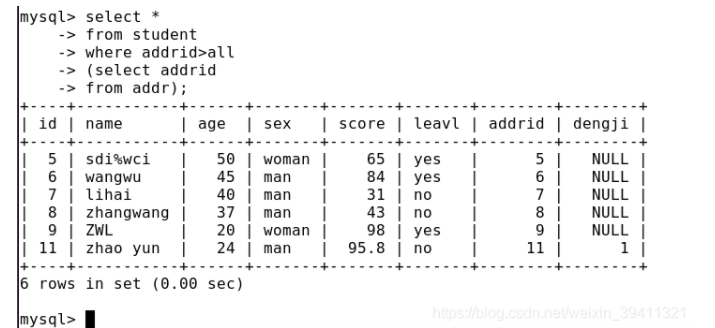 mysql> select *
    -> from student
    -> where addrid>all
    -> (select addrid
    -> from addr);
+----+-----------+------+-------+-------+-------+--------+--------+
| id | name      | age  | sex   | score | leavl | addrid | dengji |
+----+-----------+------+-------+-------+-------+--------+--------+
|  5 | sdi%wci   |   50 | woman |    65 | yes   |      5 |   NULL |
|  6 | wangwu    |   45 | man   |    84 | yes   |      6 |   NULL |
|  7 | lihai     |   40 | man   |    31 | no    |      7 |   NULL |
|  8 | zhangwang |   37 | man   |    43 | no    |      8 |   NULL |
|  9 | ZWL       |   20 | woman |    98 | yes   |      9 |   NULL |
| 11 | zhao yun  |   24 | man   |  95.8 | no    |     11 |      1 |
+----+-----------+------+-------+-------+-------+--------+--------+
6 rows in set (0.00 sec)
mysql>
https://blog.csdn.net/weixin_39411321